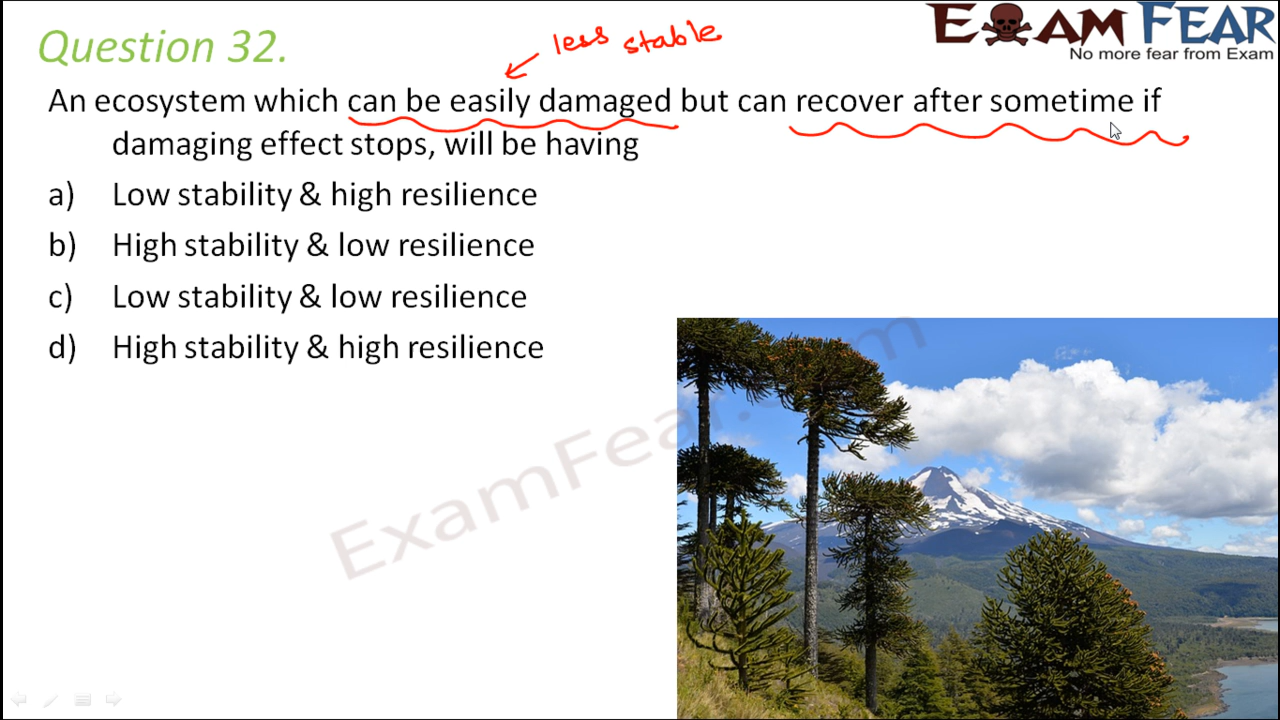 EXAM FEAR
No more fear from Exam
Question 32.
less stable
An ecosystem which can be easily damaged but can recover after sometime if
damaging effect stops, will be having
a) Low stability & high resilience
b) High stability & low resilience
c) Low stability & low resilience
d) High stability & high resilience
ExamFear.com